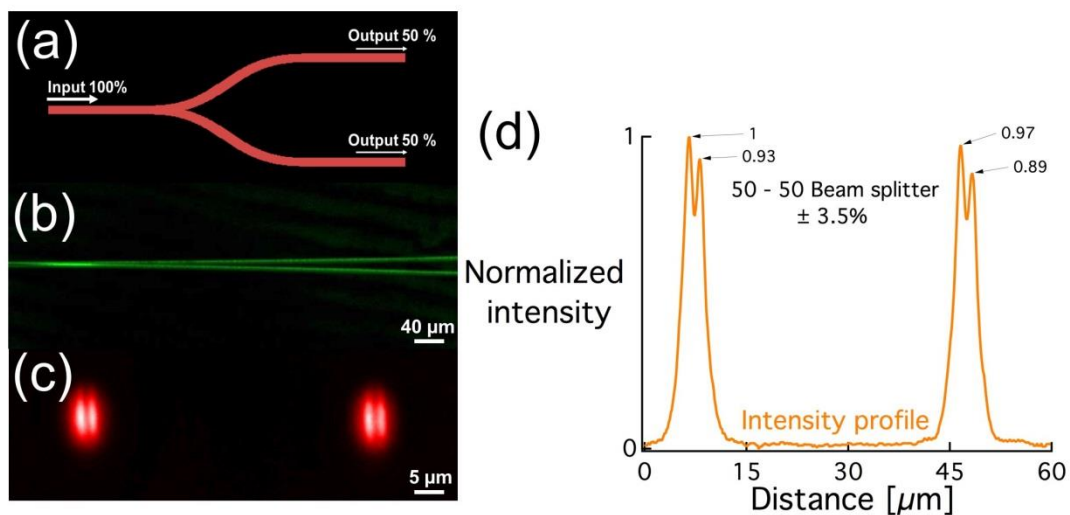 (a)
Output 50 %
Input 100%
Output 50 %
(b)
40 µm
(c)
5 µm
(d)
1
1
0.93
0.97
0.89
50 - 50 Beam splitter
± 3.5%
Normalized
intensity
Intensity profile
0
0 15 30 45 60
Distance [µm]